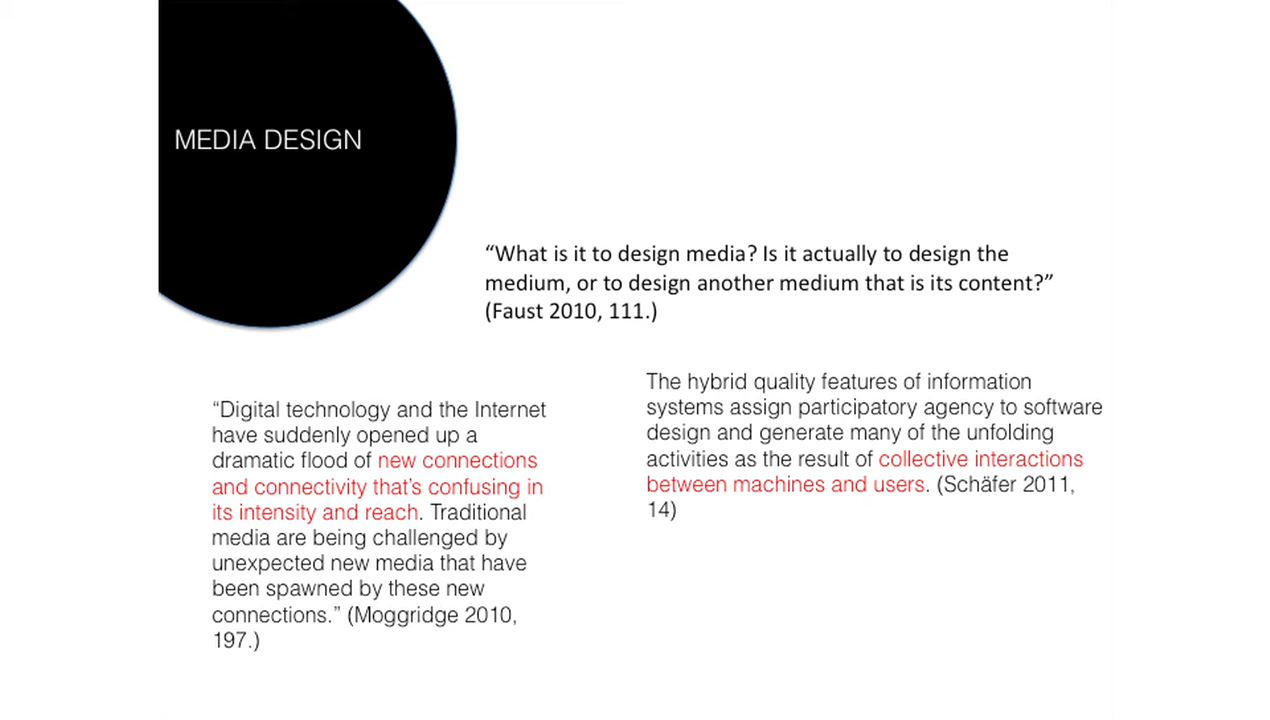 MEDIA DESIGN
“What is it to design media? Is it actually to design the
medium, or to design another medium that is its content?”
(Faust 2010, 111.)
“Digital technology and the Internet
have suddenly opened up a
dramatic flood of new connections
and connectivity that’s confusing in
its intensity and reach. Traditional
media are being challenged by
unexpected new media that have
been spawned by these new
connections.” (Moggridge 2010,
197.)
The hybrid quality features of information
systems assign participatory agency to software
design and generate many of the unfolding
activities as the result of collective interactions
between machines and users. (Schäfer 2011,
14)